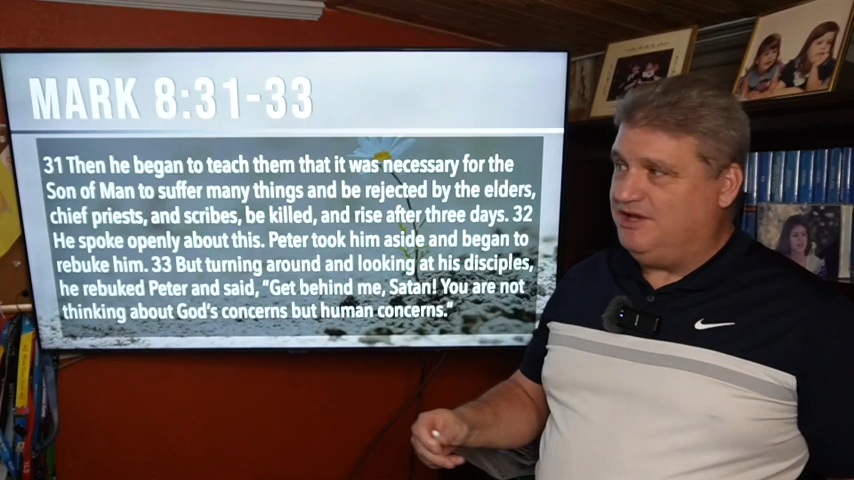 MARK 8:31-33
31 Then he began to teach them that it was necessary for the
Son of Man to suffer many things and be rejected by the elders,
chief priests, and scribes, be killed, and rise after three days. 32
He spoke openly about this. Peter took him aside and began to
rebuke him. 33 But turning around and looking at his disciples,
he rebuked Peter and said, "Get behind me, Satan! You are not
thinking about God's concerns but human concerns."